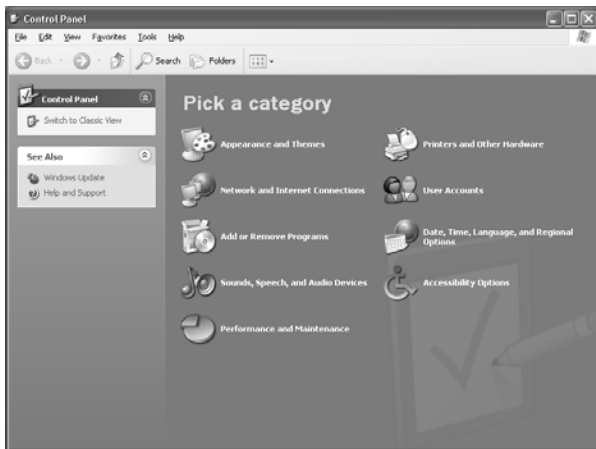 Control Panel
File Edit View Favorites Tools Help
Back Search Folders
Control Panel
Switch to Classic View
See Also
Windows Update
Help and Support
Pick a category
Appearance and Themes
Printers and Other Hardware
Network and Internet Connections
User Accounts
Add or Remove Programs
Date, Time, Language, and Regional
Options
Sounds, Speech, and Audio Devices
Accessibility Options
Performance and Maintenance